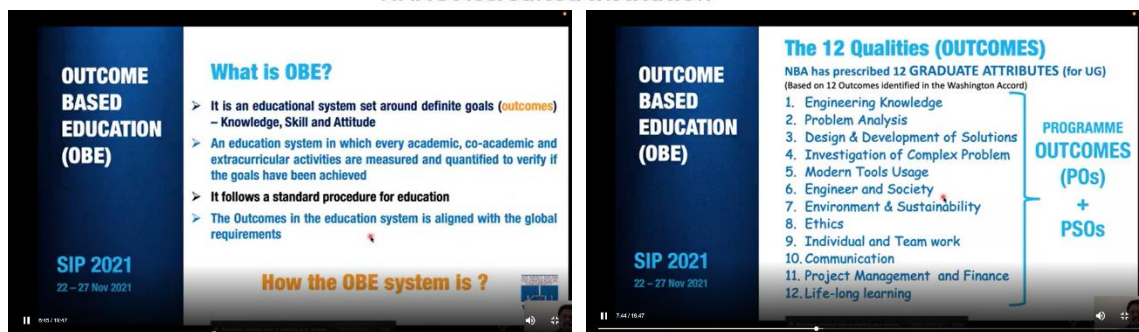 OUTCOME
BASED
EDUCATION
(OBE)
SIP 2021
22 – 27 Nov 2021
What is OBE?
➢ It is an educational system set around definite goals (outcomes)
– Knowledge, Skill and Attitude
➢ An education system in which every academic, co-academic and
extracurricular activities are measured and quantified to verify if
the goals have been achieved
➢ It follows a standard procedure for education
➢ The Outcomes in the education system is aligned with the global
requirements
How the OBE system is ?
6:45 / 16:47
OUTCOME
BASED
EDUCATION
(OBE)
SIP 2021
22 – 27 Nov 2021
The 12 Qualities (OUTCOMES)
NBA has prescribed 12 GRADUATE ATTRIBUTES (for UG)
(Based on 12 Outcomes identified in the Washington Accord)
1. Engineering Knowledge
2. Problem Analysis
3. Design & Development of Solutions
4. Investigation of Complex Problem
5. Modern Tools Usage
6. Engineer and Society
7. Environment & Sustainability
8. Ethics
9. Individual and Team work
10. Communication
11. Project Management and Finance
12. Life-long learning
PROGRAMME
OUTCOMES
(POs)
+
PSOs
7:44 / 16:47